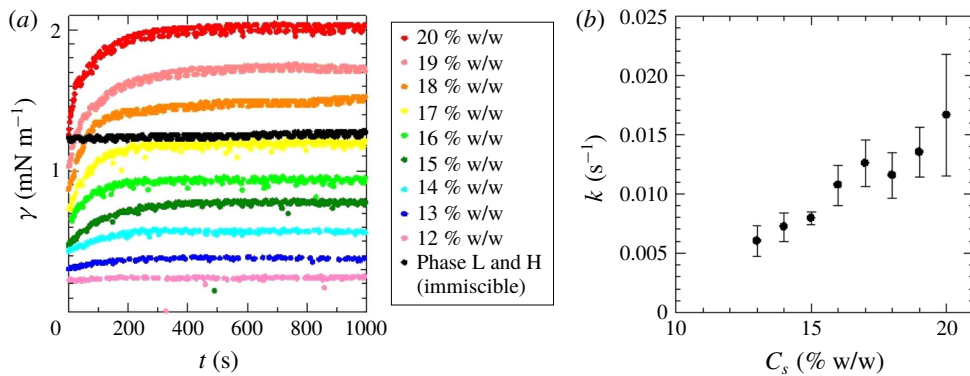 (a)
γ (mN m⁻¹)
2
1
0 200 400 600 800 1000
t (s)
20 % w/w
19 % w/w
18 % w/w
17 % w/w
16 % w/w
15 % w/w
14 % w/w
13 % w/w
12 % w/w
Phase L and H
(immiscible)
(b)
k (s⁻¹)
0.025
0.020
0.015
0.010
0.005
0
10 15 20
Cₛ (% w/w)